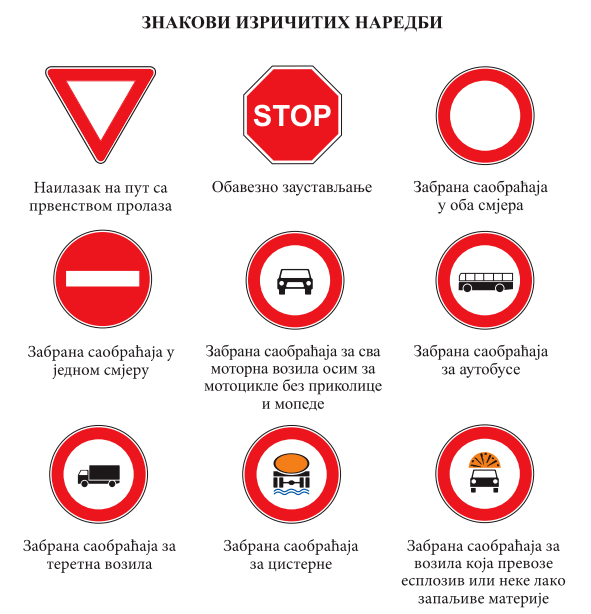 ЗНАКОВИ ИЗРИЧИТИХ НАРЕДБИ
STOP
Наилазак на пут са
првенством пролаза
Обавезно заустављање
Забрана саобраћаја
у оба смјера
Забрана саобраћаја у
једном смјеру
Забрана саобраћаја за сва
моторна возила осим за
мотоцикле без приколице
и мопеде
Забрана саобраћаја
за аутобусе
Забрана саобраћаја за
теретна возила
Забрана саобраћаја
за цистерне
Забрана саобраћаја за
возила која превозе
есплозив или неке лако
запаљиве материје